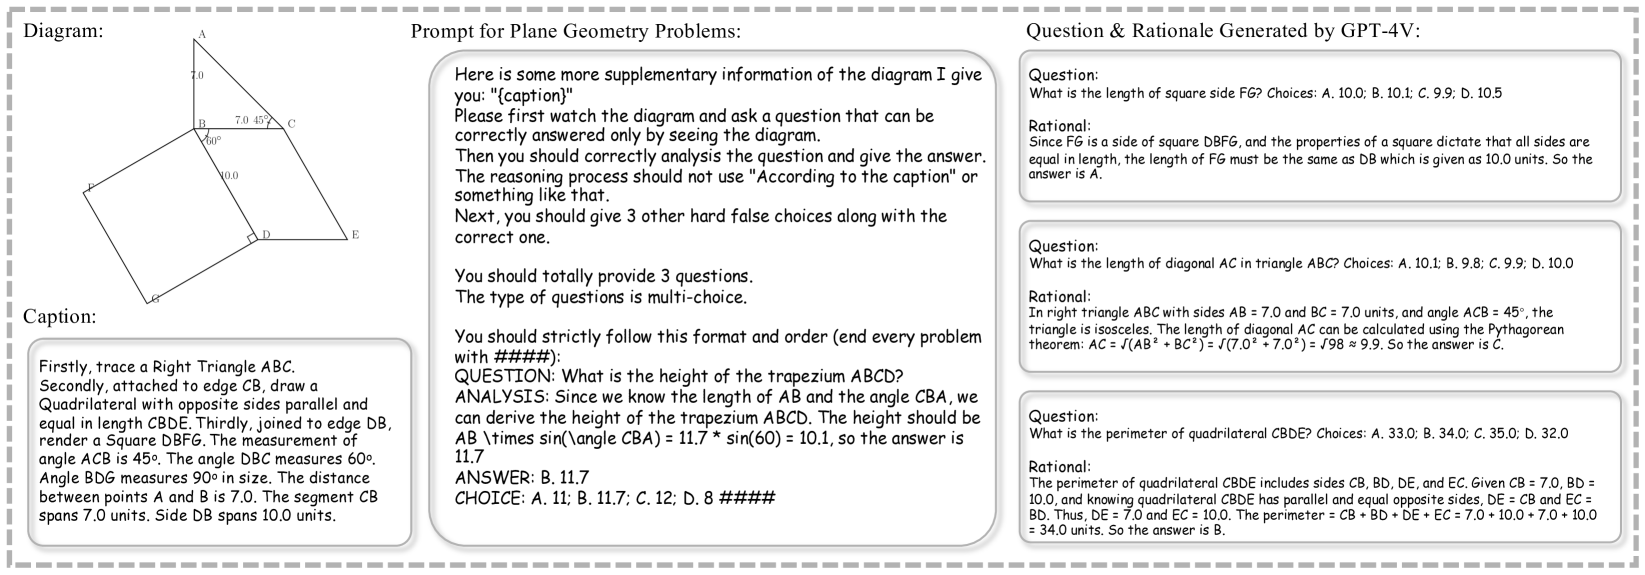 Diagram:
A
7.0
B
7.0 45°
C
60°
10.0
F
D
E
G
Caption:
Firstly, trace a Right Triangle ABC.
Secondly, attached to edge CB, draw a
Quadrilateral with opposite sides parallel and
equal in length CBDE. Thirdly, joined to edge DB,
render a Square DBFG. The measurement of
angle ACB is 45º. The angle DBC measures 60º.
Angle BDG measures 90º in size. The distance
between points A and B is 7.0. The segment CB
spans 7.0 units. Side DB spans 10.0 units.
Prompt for Plane Geometry Problems:
Here is some more supplementary information of the diagram I give
you: "{caption}"
Please first watch the diagram and ask a question that can be
correctly answered only by seeing the diagram.
Then you should correctly analysis the question and give the answer.
The reasoning process should not use "According to the caption" or
something like that.
Next, you should give 3 other hard false choices along with the
correct one.
You should totally provide 3 questions.
The type of questions is multi-choice.
You should strictly follow this format and order (end every problem
with ####):
QUESTION: What is the height of the trapezium ABCD?
ANALYSIS: Since we know the length of AB and the angle CBA, we
can derive the height of the trapezium ABCD. The height should be
AB \times sin(\angle CBA) = 11.7 * sin(60) = 10.1, so the answer is
11.7
ANSWER: B. 11.7
CHOICE: A. 11; B. 11.7; C. 12; D. 8 ####
Question & Rationale Generated by GPT-4V:
Question:
What is the length of square side FG? Choices: A. 10.0; B. 10.1; C. 9.9; D. 10.5
Rational:
Since FG is a side of square DBFG, and the properties of a square dictate that all sides are
equal in length, the length of FG must be the same as DB which is given as 10.0 units. So the
answer is A.
Question:
What is the length of diagonal AC in triangle ABC? Choices: A. 10.1; B. 9.8; C. 9.9; D. 10.0
Rational:
In right triangle ABC with sides AB = 7.0 and BC = 7.0 units, and angle ACB = 45°, the
triangle is isosceles. The length of diagonal AC can be calculated using the Pythagorean
theorem: AC = √(AB² + BC²) = √(7.0² + 7.0²) = √98 ≈ 9.9. So the answer is C.
Question:
What is the perimeter of quadrilateral CBDE? Choices: A. 33.0; B. 34.0; C. 35.0; D. 32.0
Rational:
The perimeter of quadrilateral CBDE includes sides CB, BD, DE, and EC. Given CB = 7.0, BD =
10.0, and knowing quadrilateral CBDE has parallel and equal opposite sides, DE = CB and EC =
BD. Thus, DE = 7.0 and EC = 10.0. The perimeter = CB + BD + DE + EC = 7.0 + 10.0 + 7.0 + 10.0
= 34.0 units. So the answer is B.